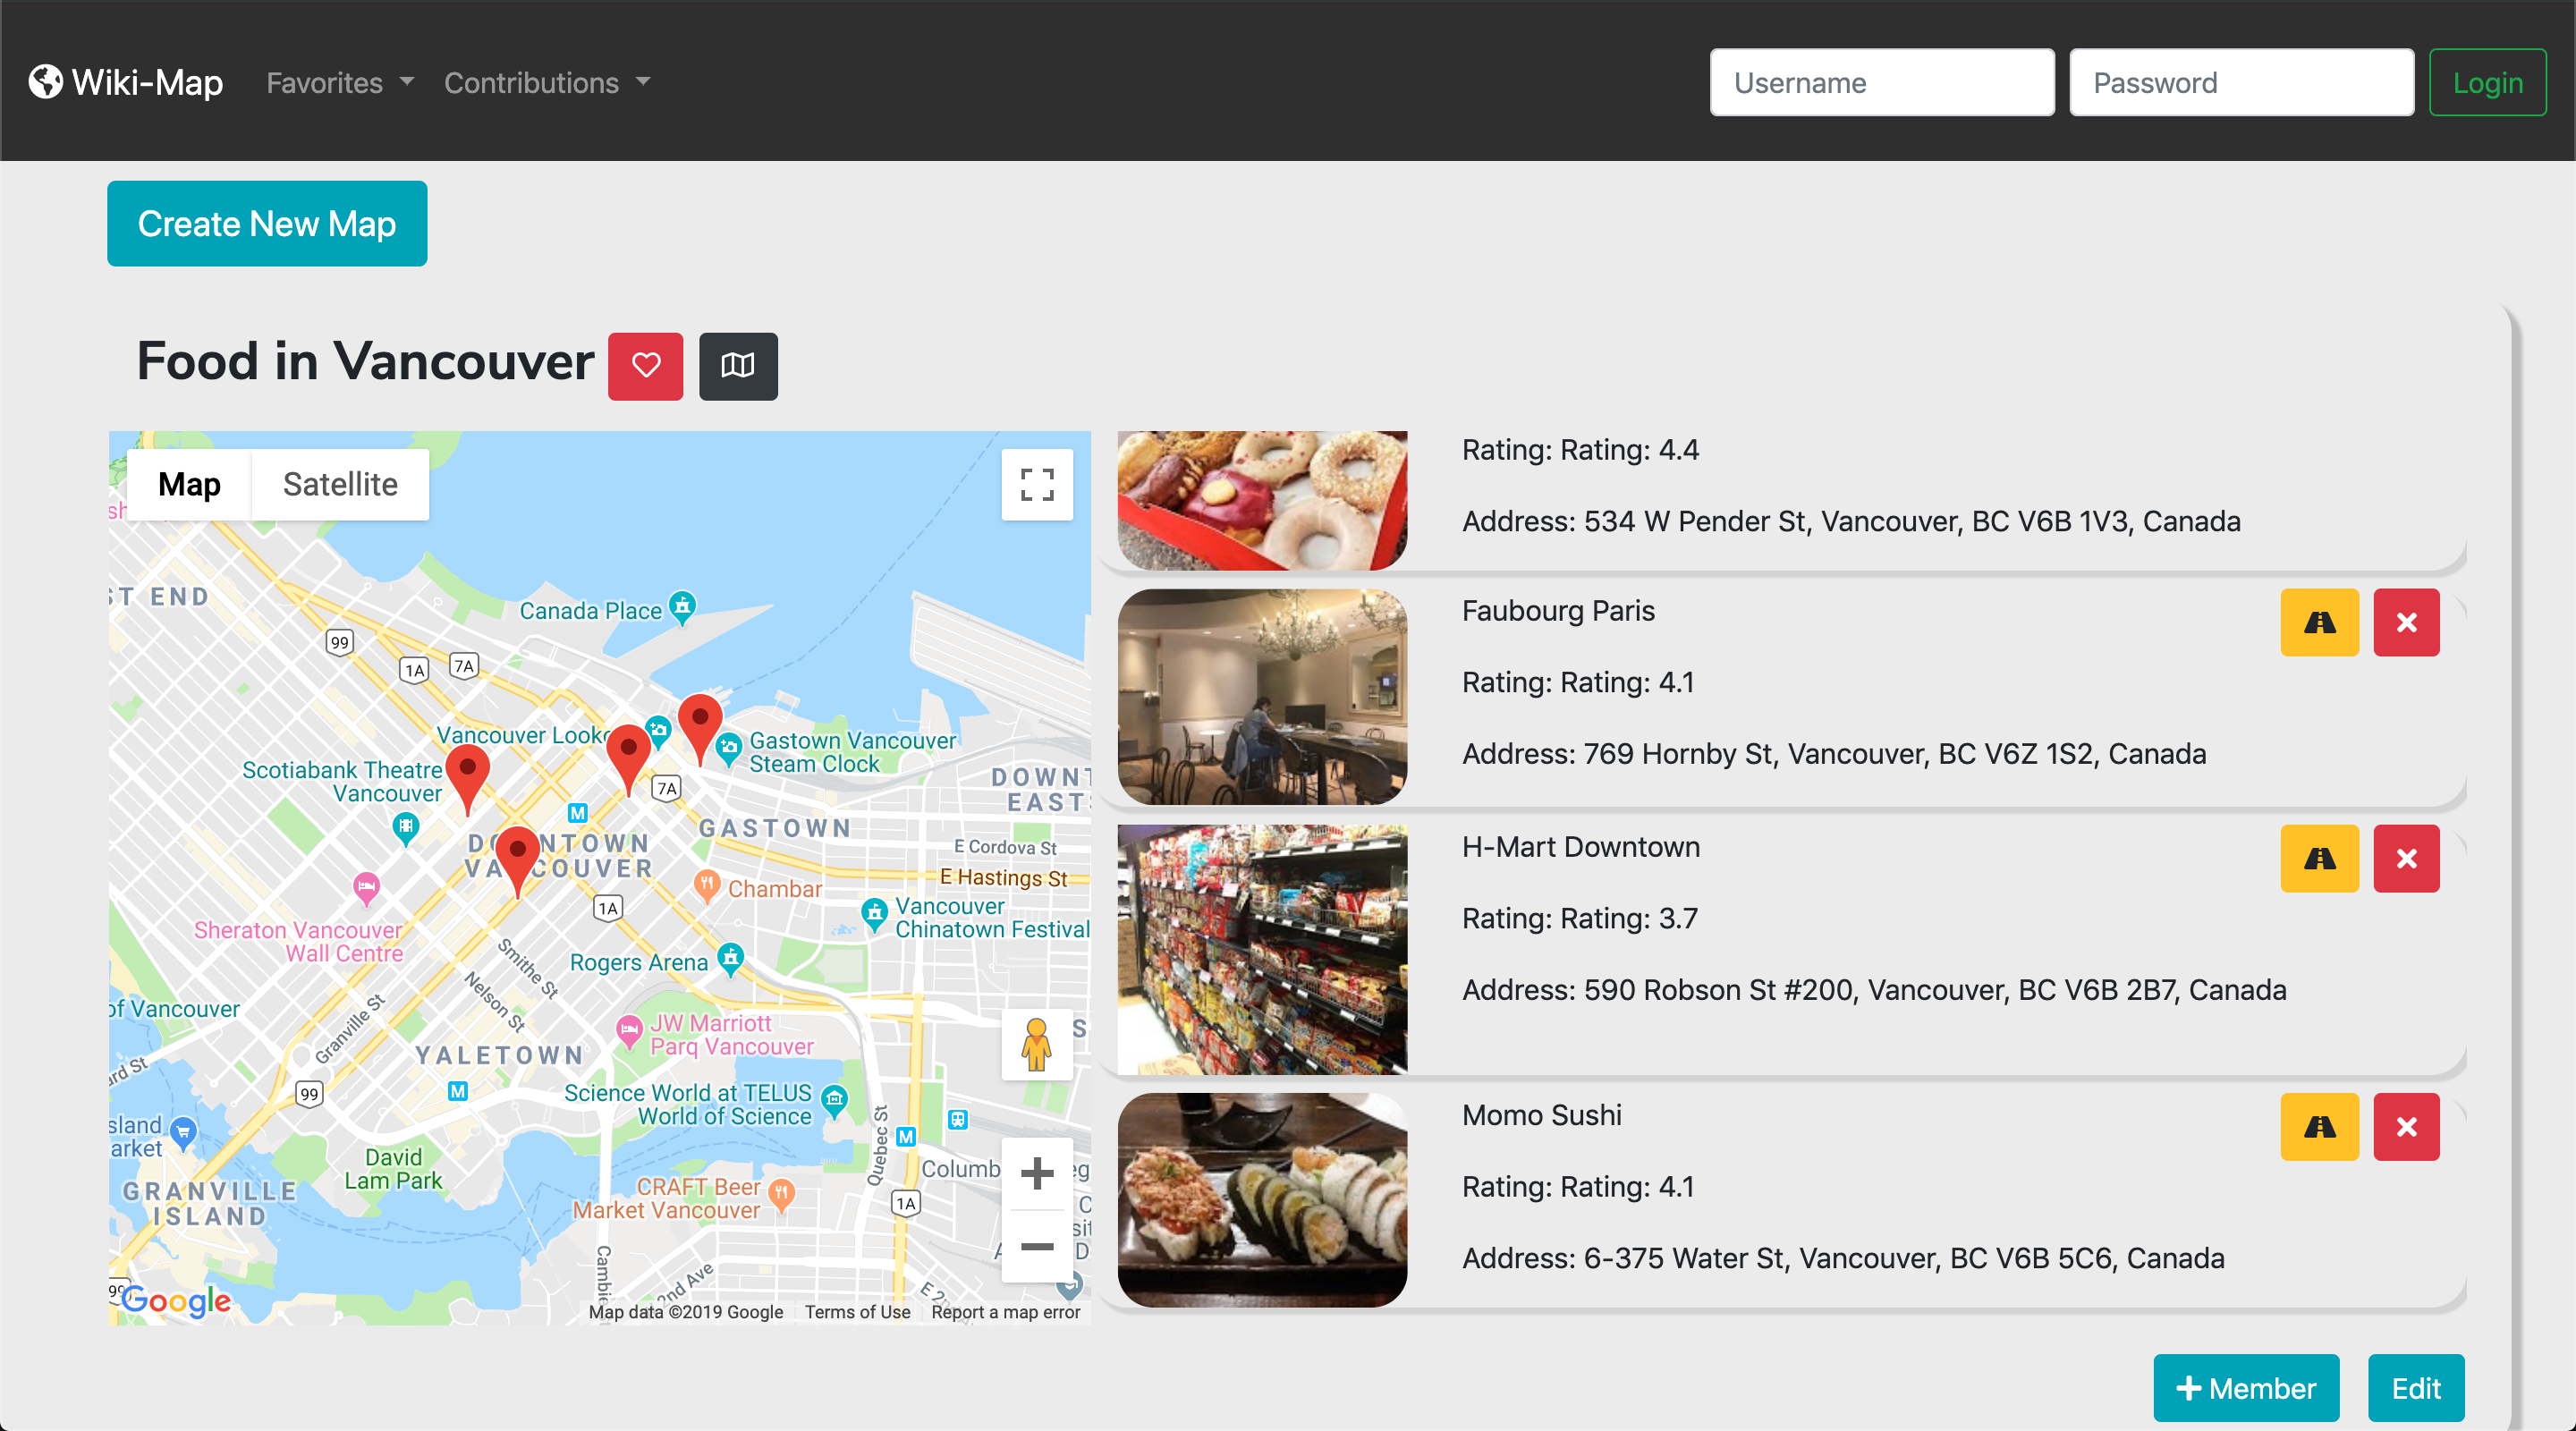 Wiki-Map
Favorites
Contributions
Username
Password
Login
Create New Map
Food in Vancouver
Map
Satellite
ST END
Canada Place
99
1A
7A
Gastown Vancouver
Steam Clock
Scotiabank Theatre
Vancouver
7A
M
GASTOWN
E Cordova St
E Hastings St
Chambar
1A
Vancouver
Chinatown Festival
Sheraton Vancouver
Wall Centre
Rogers Arena
Smithe St
Nelson St
Granville St
of Vancouver
JW Marriott
Parq Vancouver
YALETOWN
99
M
Science World at TELUS
World of Science
Quebec St
M
David
Lam Park
GRANVILLE
ISLAND
CRAFT Beer
Market Vancouver
1A
2nd Ave
Google
Map data ©2019 Google
Terms of Use
Report a map error
Rating: Rating: 4.4
Address: 534 W Pender St, Vancouver, BC V6B 1V3, Canada
Faubourg Paris
Rating: Rating: 4.1
Address: 769 Hornby St, Vancouver, BC V6Z 1S2, Canada
H-Mart Downtown
Rating: Rating: 3.7
Address: 590 Robson St #200, Vancouver, BC V6B 2B7, Canada
Momo Sushi
Rating: Rating: 4.1
Address: 6-375 Water St, Vancouver, BC V6B 5C6, Canada
Member
Edit